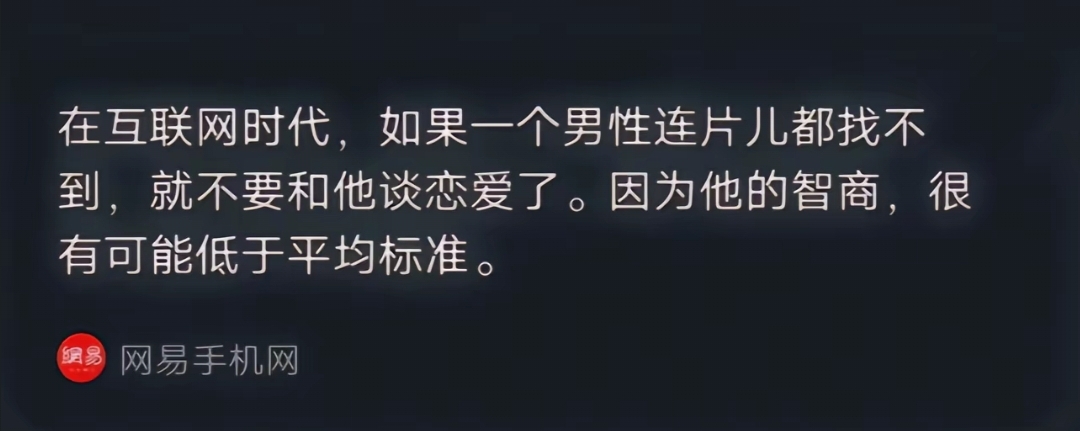 在互联网时代，如果一个男性连片儿都找不
到，就不要和他谈恋爱了。因为他的智商，很
有可能低于平均标准。
網易 网易手机网